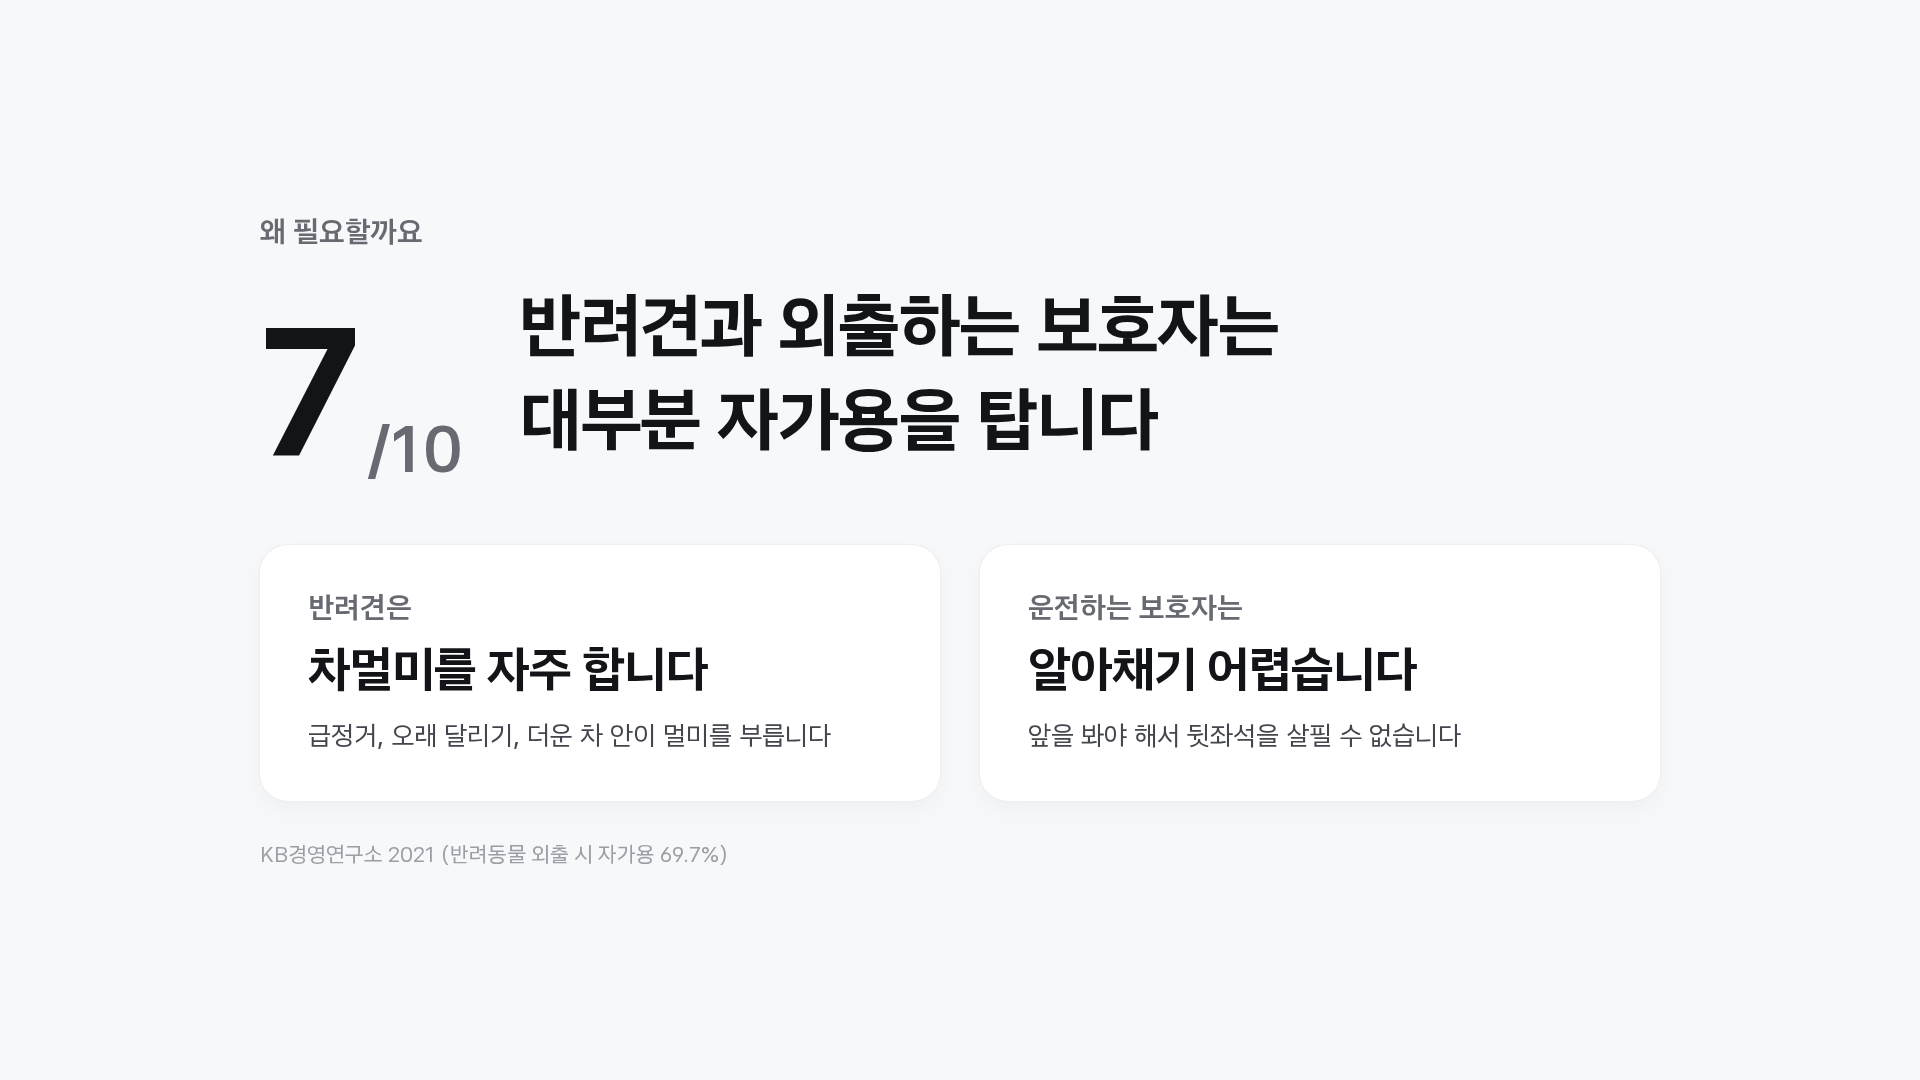 왜 필요할까요
7/10
반려견과 외출하는 보호자는
대부분 자가용을 탑니다
반려견은
차멀미를 자주 합니다
급정거, 오래 달리기, 더운 차 안이 멀미를 부릅니다
운전하는 보호자는
알아채기 어렵습니다
앞을 봐야 해서 뒷좌석을 살필 수 없습니다
KB경영연구소 2021 (반려동물 외출 시 자가용 69.7%)